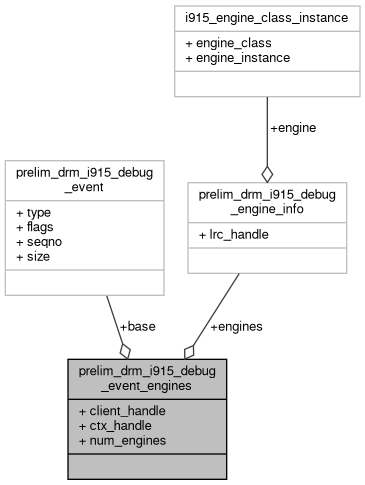 i915_engine_class_instance
+ engine_class
+ engine_instance
+engine
prelim_drm_i915_debug
_event
+ type
+ flags
+ seqno
+ size
prelim_drm_i915_debug
_engine_info
+ lrc_handle
+base
+engines
prelim_drm_i915_debug
_event_engines
+ client_handle
+ ctx_handle
+ num_engines